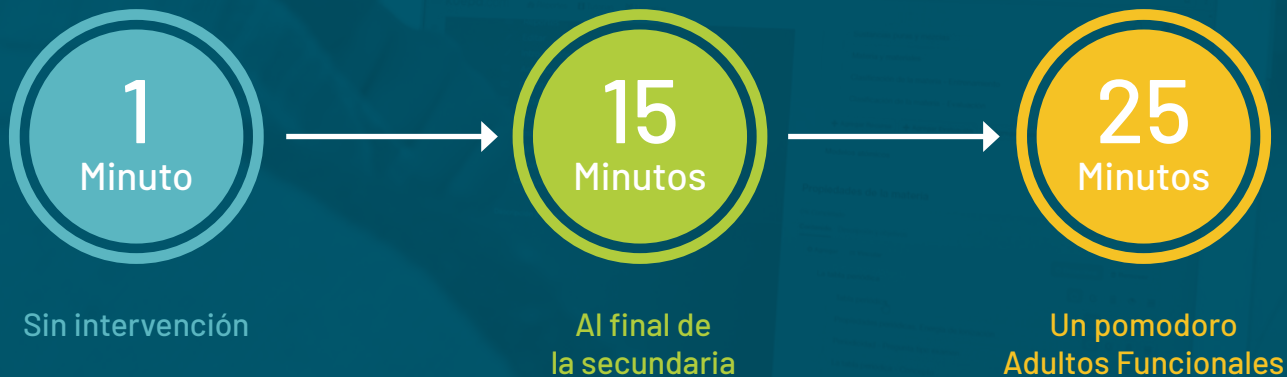 1
Minuto
15
Minutos
25
Minutos
Sin intervención
Al final de
la secundaria
Un pomodoro
Adultos Funcionales